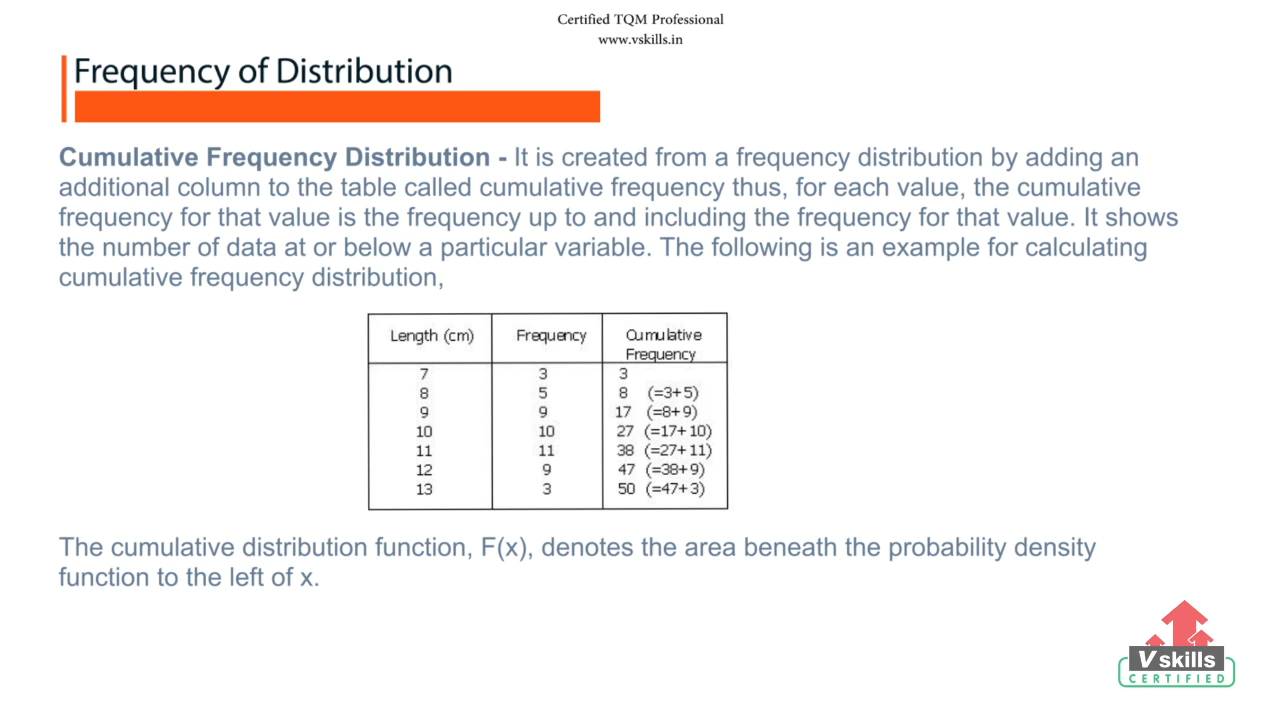 Certified TQM Professional
www.vskills.in
Frequency of Distribution
Cumulative Frequency Distribution - It is created from a frequency distribution by adding an
additional column to the table called cumulative frequency thus, for each value, the cumulative
frequency for that value is the frequency up to and including the frequency for that value. It shows
the number of data at or below a particular variable. The following is an example for calculating
cumulative frequency distribution,
Length (cm) Frequency Cumulative
Frequency
7 3 3
8 5 8 (=3+5)
9 9 17 (=8+9)
10 10 27 (=17+10)
11 11 38 (=27+11)
12 9 47 (=38+9)
13 3 50 (=47+3)
The cumulative distribution function, F(x), denotes the area beneath the probability density
function to the left of x.
Vskills
CERTIFIED